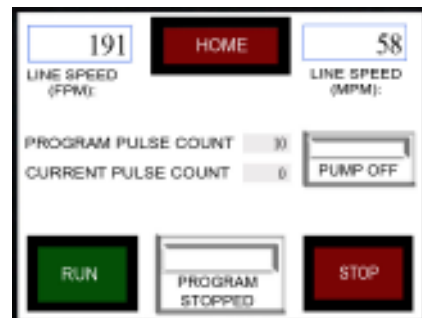 191
HOME
58
LINE SPEED
(FPM):
LINE SPEED
(MPM):
PROGRAM PULSE COUNT 10
CURRENT PULSE COUNT 0
PUMP OFF
RUN
PROGRAM
STOPPED
STOP